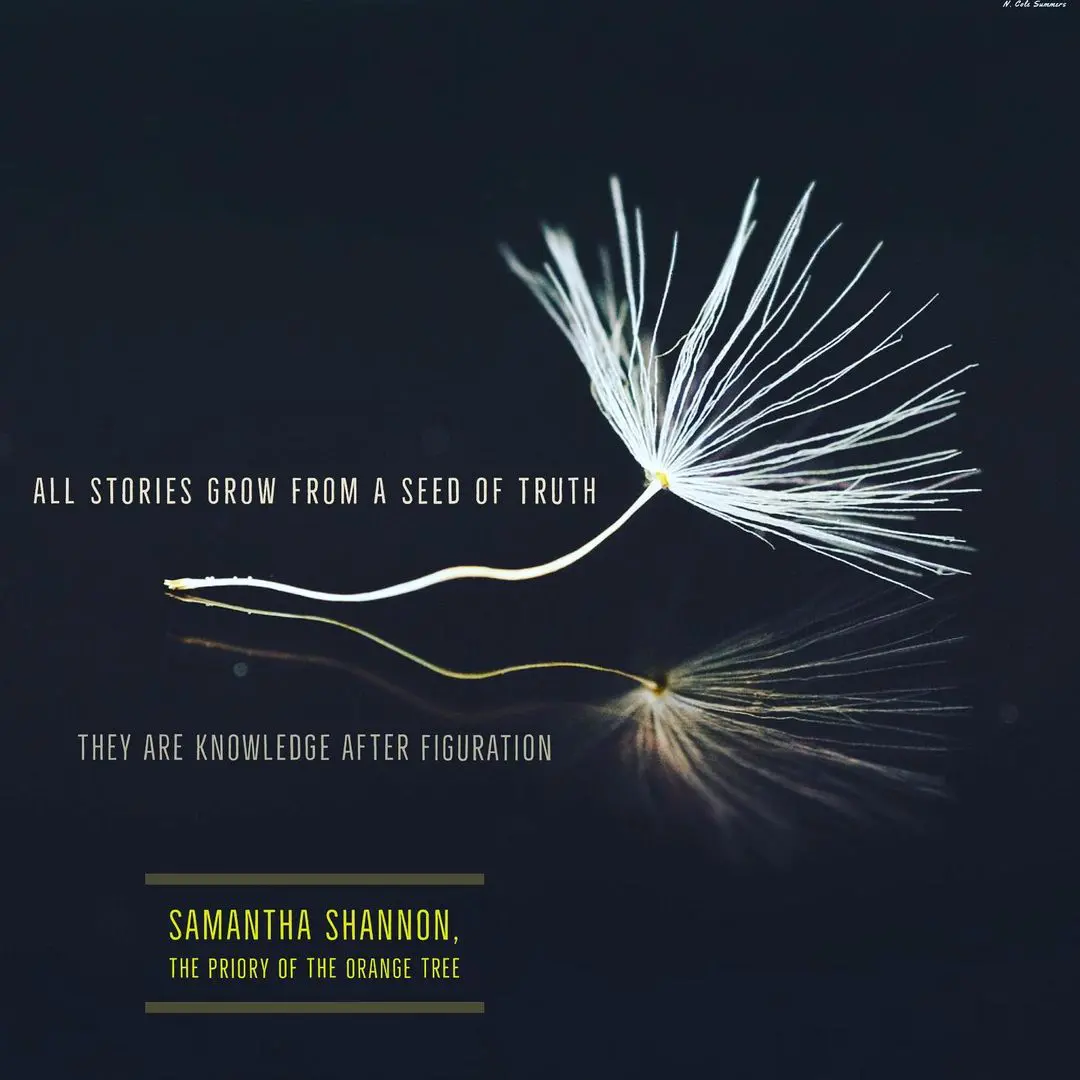 N. Cole Summers
ALL STORIES GROW FROM A SEED OF TRUTH
THEY ARE KNOWLEDGE AFTER FIGURATION
SAMANTHA SHANNON,
THE PRIORY OF THE ORANGE TREE